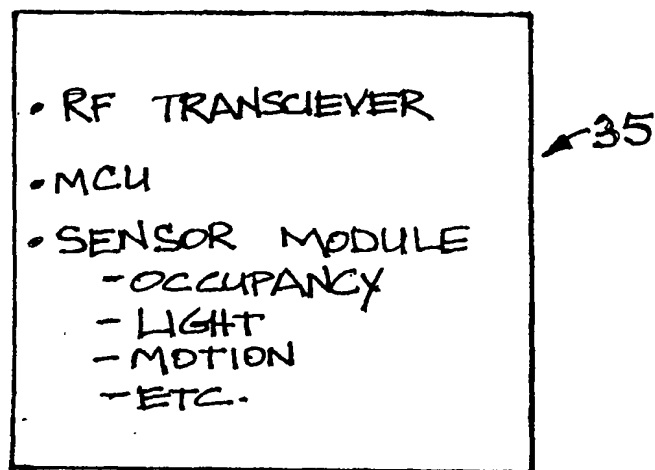 • RF TRANSCIEVER
35
• MCU
• SENSOR MODULE
- OCCUPANCY
- LIGHT
- MOTION
- ETC.